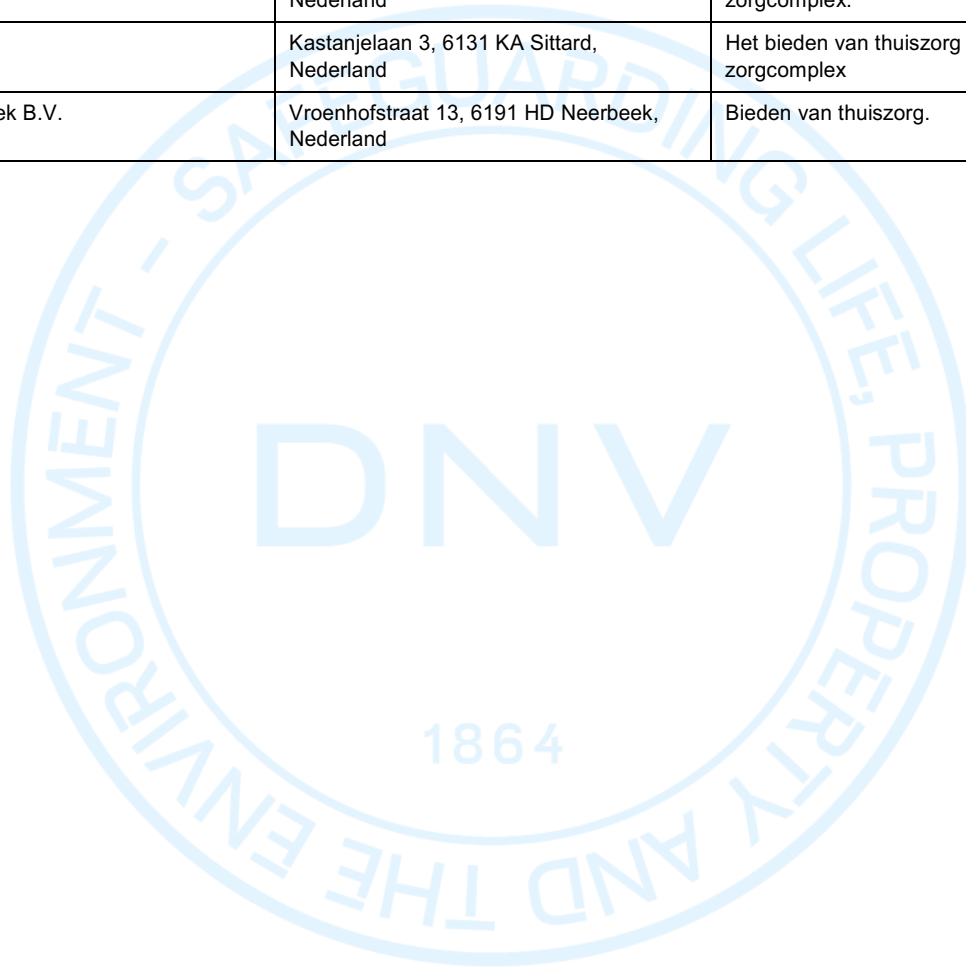 Nederland
zorgcomplex.
Kastanjelaan 3, 6131 KA Sittard,
Nederland
Het bieden van thuiszorg
zorgcomplex
ek B.V.
Vroenhofstraat 13, 6191 HD Neerbeek,
Nederland
Bieden van thuiszorg.
SAFEGUARDING LIFE, PROPERTY AND THE ENVIRONMENT -
DNV
1864